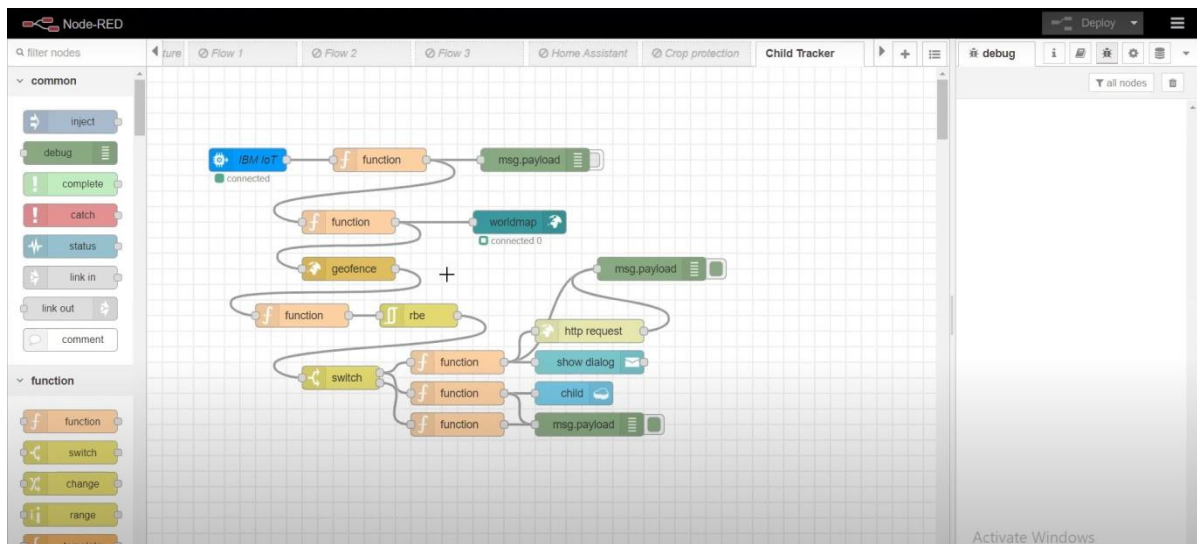 Node-RED
Deploy
filter nodes
ture
Flow 1
Flow 2
Flow 3
Home Assistant
Crop protection
Child Tracker
debug
i
all nodes
common
inject
debug
complete
catch
status
link in
link out
comment
function
function
switch
change
range
template
IBM IoT
connected
function
msg.payload
function
worldmap
connected 0
geofence
msg.payload
function
rbe
http request
switch
function
show dialog
function
child
function
msg.payload
Activate Windows